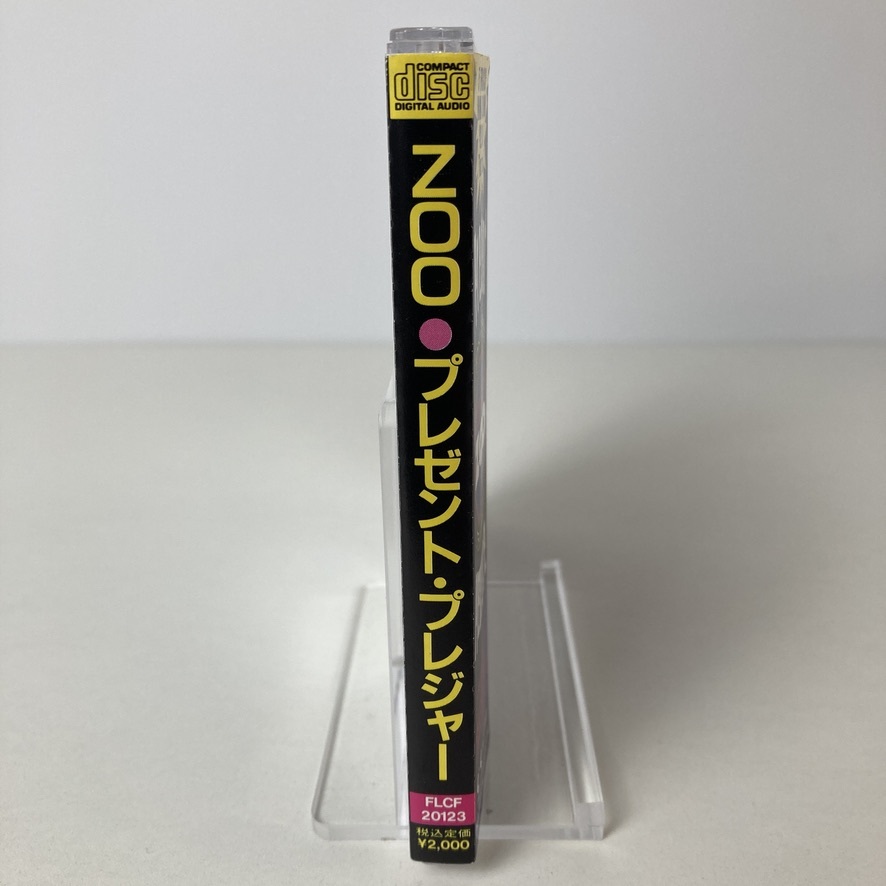 COMPACT
disc
DIGITAL AUDIO
ZOO●プレゼント・プレジャー
FLCF
20123
税込定価
¥2,000